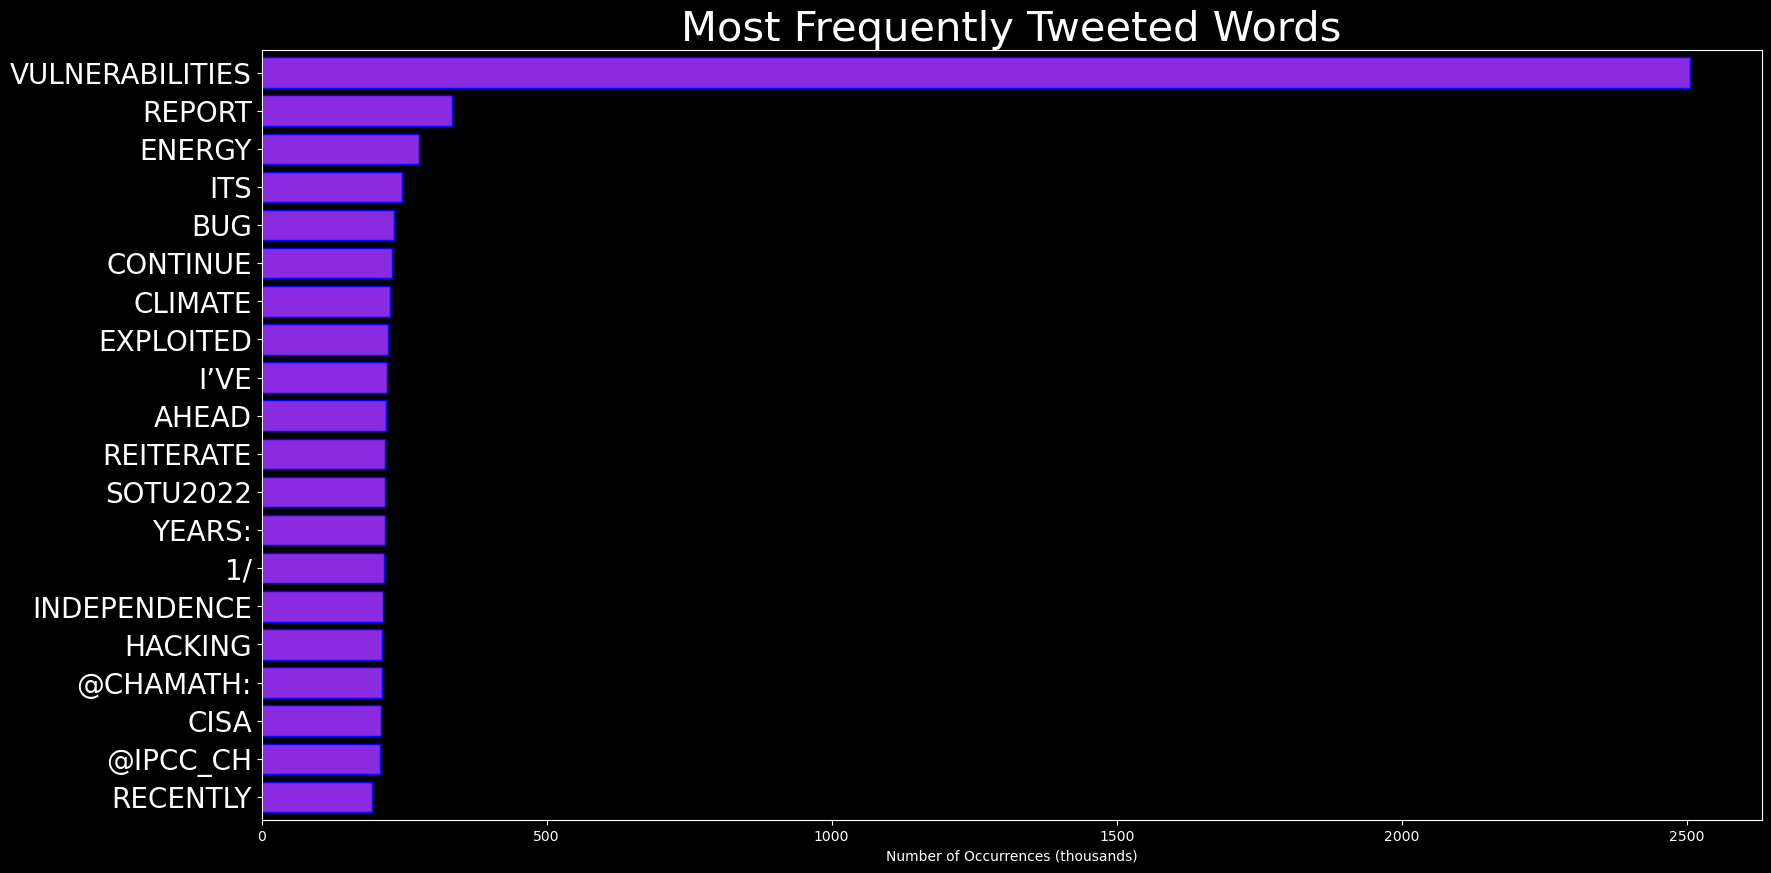 Most Frequently Tweeted Words
VULNERABILITIES
REPORT
ENERGY
ITS
BUG
CONTINUE
CLIMATE
EXPLOITED
I’VE
AHEAD
REITERATE
SOTU2022
YEARS:
1/
INDEPENDENCE
HACKING
@CHAMATH:
CISA
@IPCC_CH
RECENTLY
0 500 1000 1500 2000 2500
Number of Occurrences (thousands)